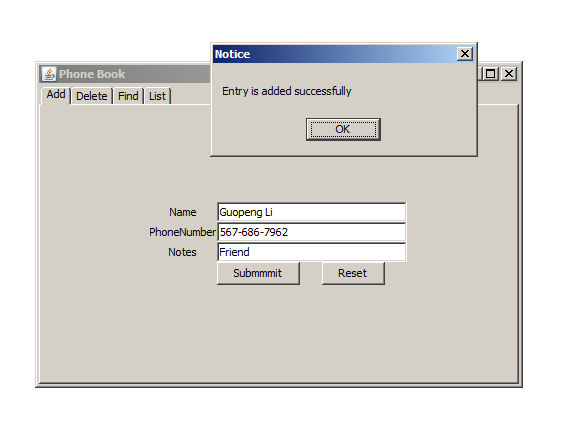 Notice
Phone Book
Entry is added successfully
Add Delete Find List
OK
Name Guopeng Li
PhoneNumber 567-686-7962
Notes Friend
Submmmit Reset